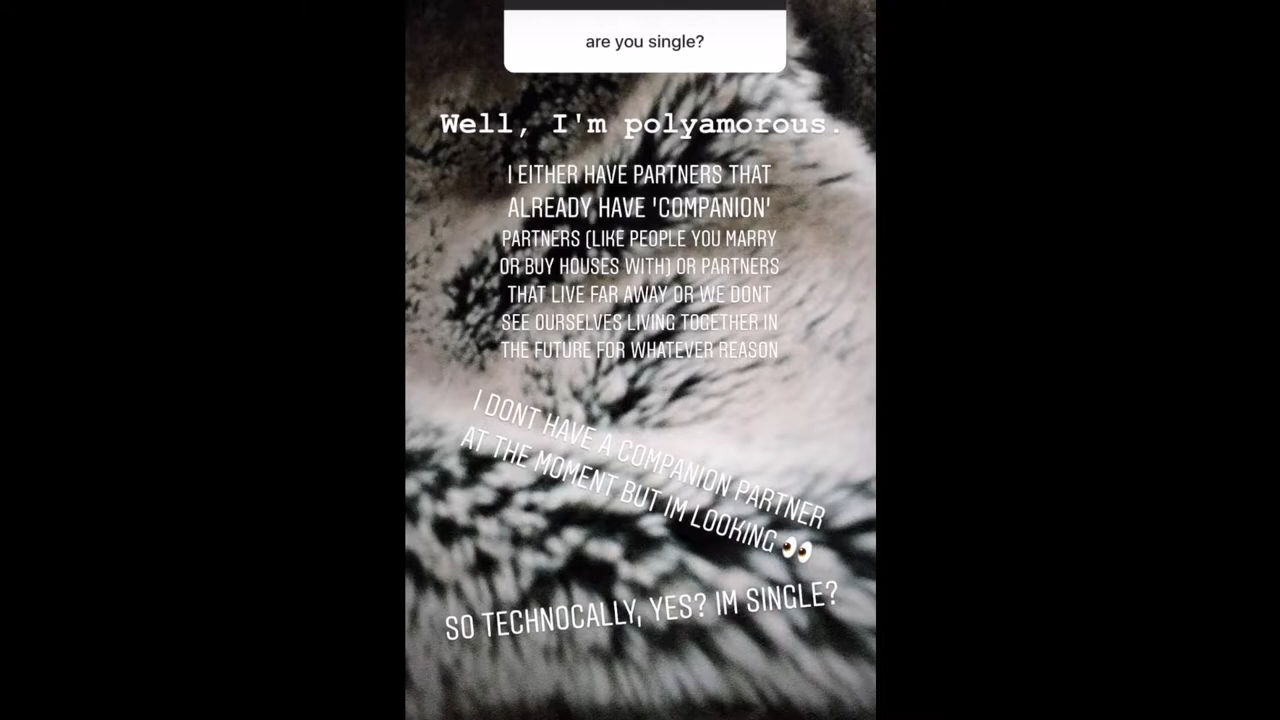 are you single?
Well, I'm polyamorous.
I EITHER HAVE PARTNERS THAT
ALREADY HAVE 'COMPANION'
PARTNERS (LIKE PEOPLE YOU MARRY
OR BUY HOUSES WITH) OR PARTNERS
THAT LIVE FAR AWAY OR WE DONT
SEE OURSELVES LIVING TOGETHER IN
THE FUTURE FOR WHATEVER REASON
I DONT HAVE A COMPANION PARTNER
AT THE MOMENT BUT IM LOOKING 👀
SO TECHNOCALLY, YES? IM SINGLE?